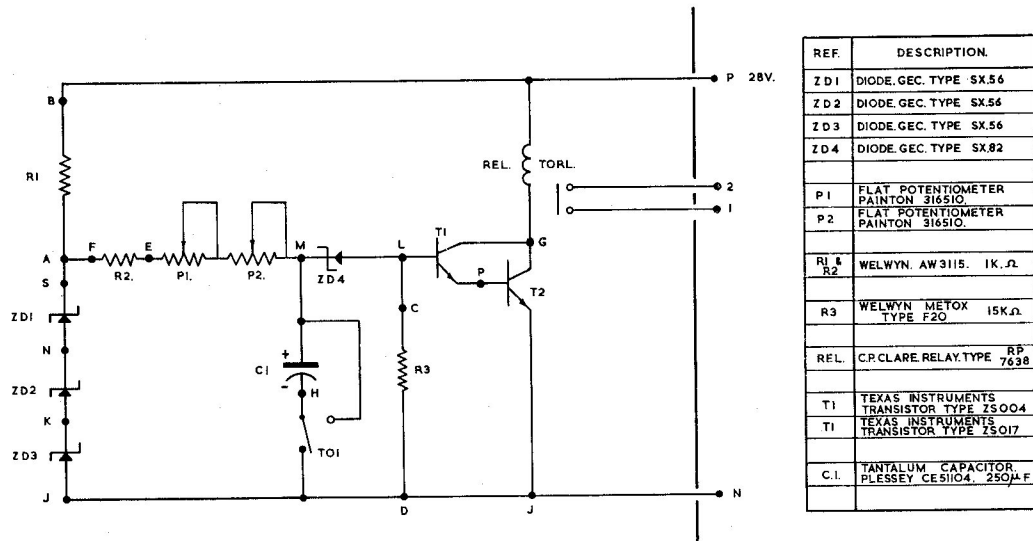 P 28V.
B
R1
REL. TORL.
2
1
A F E M L T1 G
R2. P1. P2. ZD4 P T2
S
ZD1 C
N
C1 + - R3
ZD2 H
K
TO1
ZD3
J D J N
REF. DESCRIPTION.
ZD1 DIODE. GEC. TYPE SX.56
ZD2 DIODE. GEC. TYPE SX.56
ZD3 DIODE. GEC. TYPE SX.56
ZD4 DIODE. GEC. TYPE SX.82
P1 FLAT POTENTIOMETER
PAINTON 316510.
P2 FLAT POTENTIOMETER
PAINTON 316510.
R1 &
R2 WELWYN. AW3115. 1K.Ω
R3 WELWYN METOX
TYPE F20 15KΩ
REL. C.P. CLARE. RELAY. TYPE RP
7638
T1 TEXAS INSTRUMENTS
TRANSISTOR TYPE ZS004
T1 TEXAS INSTRUMENTS
TRANSISTOR TYPE ZS017
C.1. TANTALUM CAPACITOR.
PLESSEY CE51104. 250μF